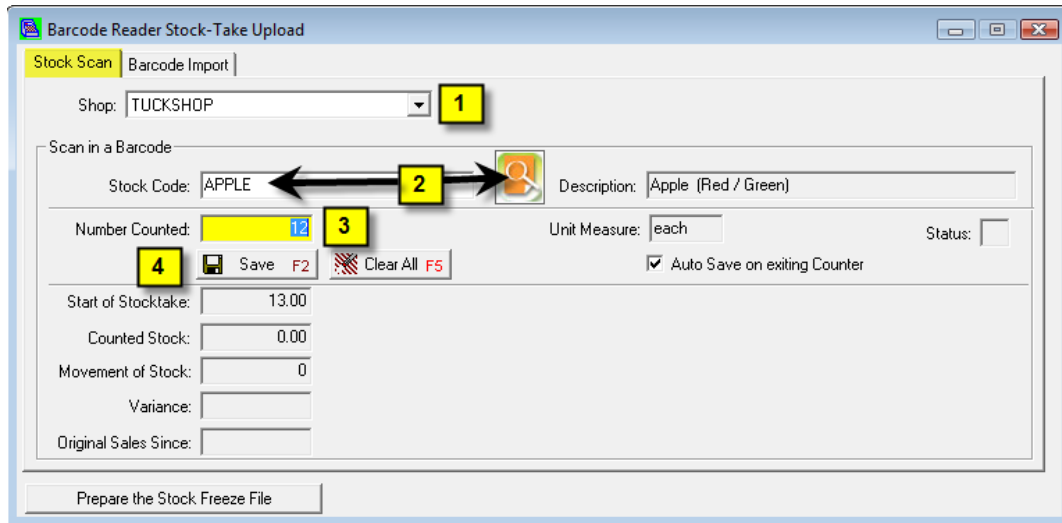 Barcode Reader Stock-Take Upload
Stock Scan Barcode Import
Shop: TUCKSHOP 1
Scan in a Barcode
Stock Code: APPLE 2 Description: Apple (Red / Green)
Number Counted: 12 3 Unit Measure: each Status:
4 Save F2 Clear All F5 Auto Save on exiting Counter
Start of Stocktake: 13.00
Counted Stock: 0.00
Movement of Stock: 0
Variance:
Original Sales Since:
Prepare the Stock Freeze File